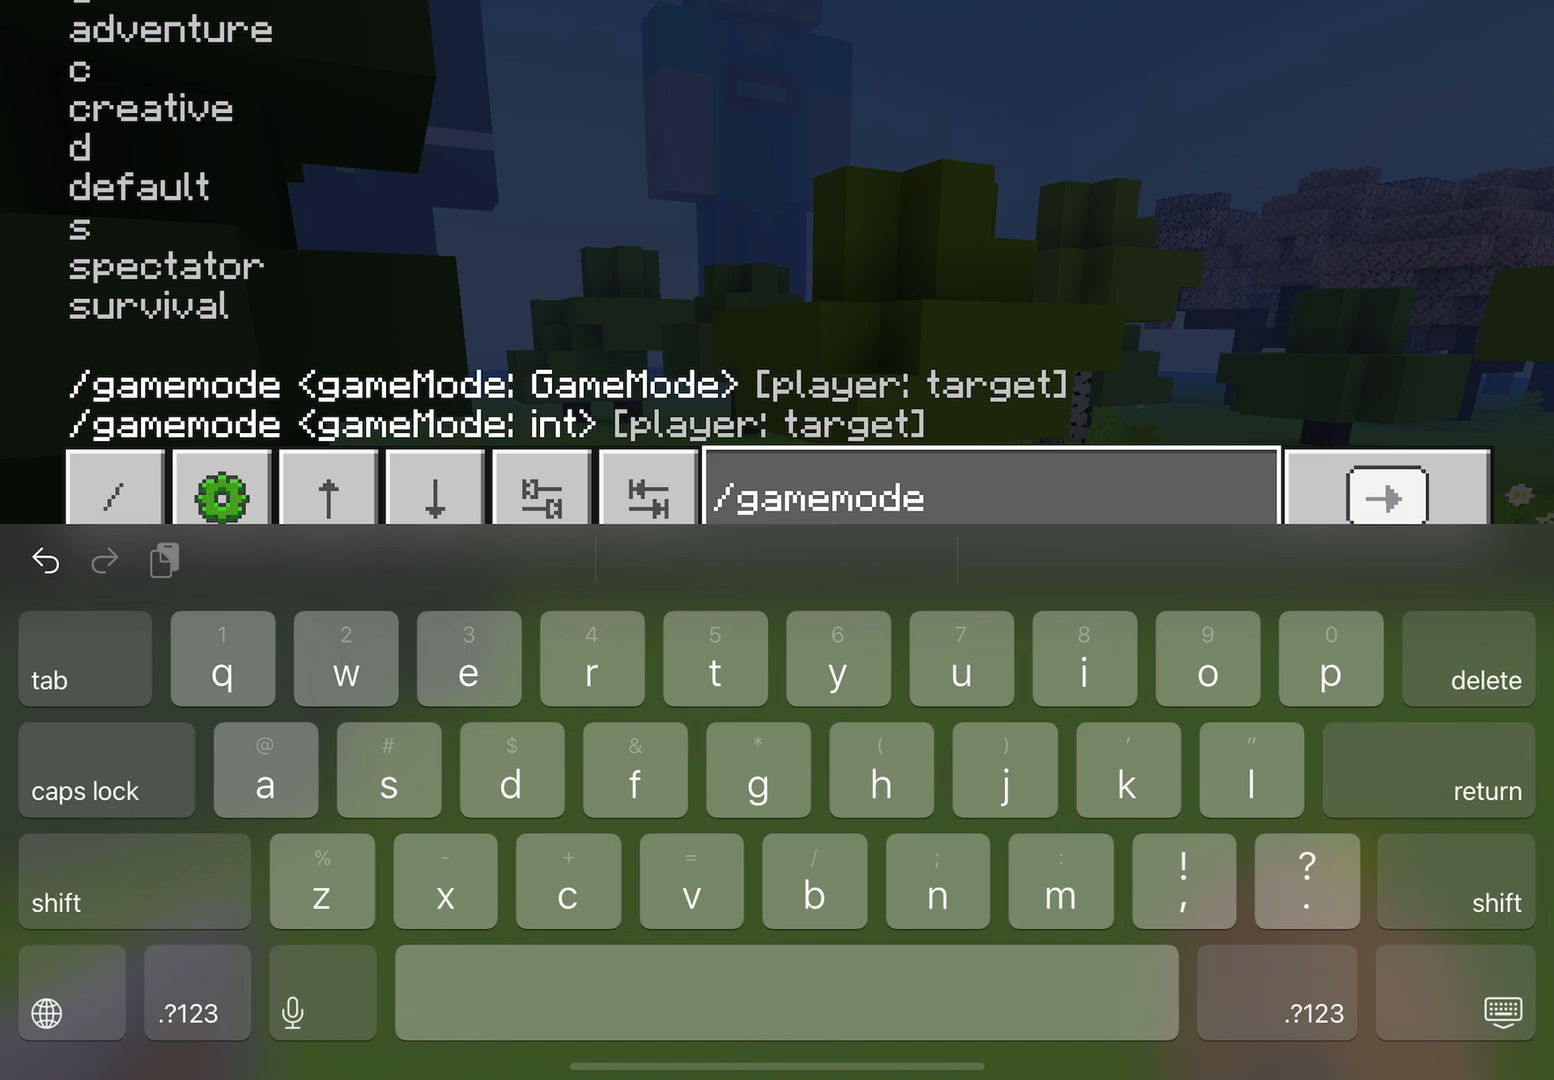 adventure
c
creative
d
default
s
spectator
survival
/gamemode <gameMode: GameMode> [player: target]
/gamemode <gameMode: int> [player: target]
/ /gamemode
1 2 3 4 5 6 7 8 9 0
tab q w e r t y u i o p delete
@ # $ & * ( ) ' "
caps lock a s d f g h j k l return
% - + = / ; : ! ?
shift z x c v b n m , . shift
.?123 .?123